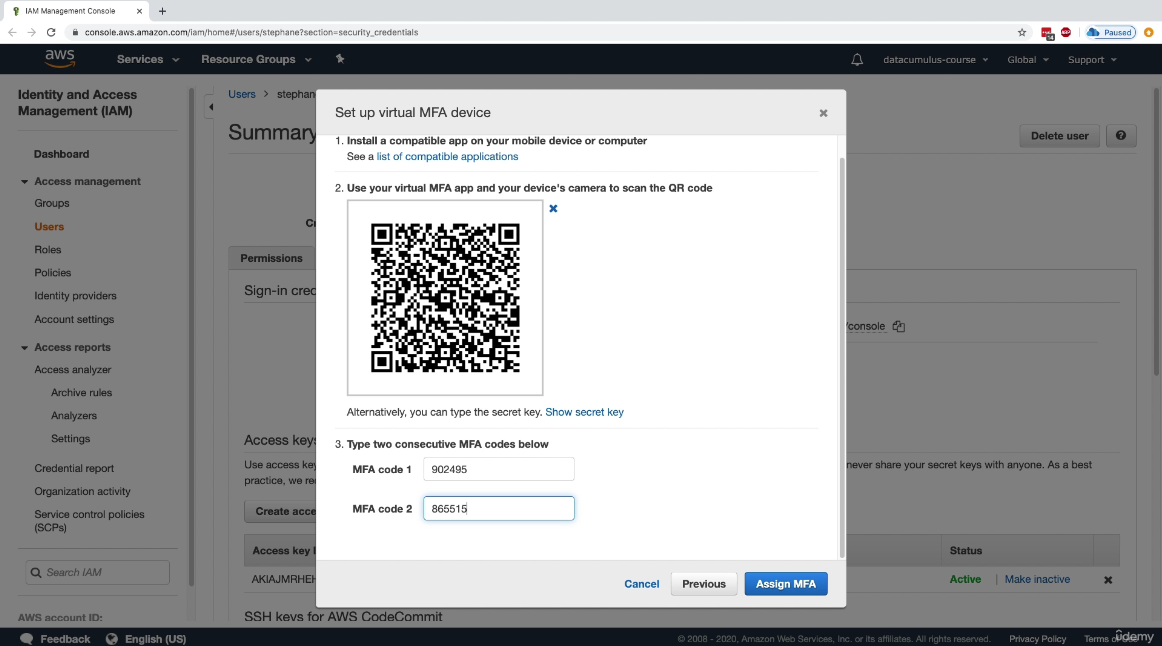 IAM Management Console
console.aws.amazon.com/iam/home#/users/stephane?section=security_credentials
Paused
aws
Services
Resource Groups
datacumulus-course
Global
Support
Identity and Access
Management (IAM)
Dashboard
Access management
Groups
Users
Roles
Policies
Identity providers
Account settings
Access reports
Access analyzer
Archive rules
Analyzers
Settings
Credential report
Organization activity
Service control policies
(SCPs)
Search IAM
AWS account ID:
Users > stephan
Summary
Delete user
Permissions
Sign-in cred
/console
Access keys
Use access key
never share your secret keys with anyone. As a best
practice, we re
Create acce
Access key I
Status
AKIAJMRHEH
Active | Make inactive
SSH keys for AWS CodeCommit
Set up virtual MFA device
1. Install a compatible app on your mobile device or computer
See a list of compatible applications
2. Use your virtual MFA app and your device's camera to scan the QR code
Alternatively, you can type the secret key. Show secret key
3. Type two consecutive MFA codes below
MFA code 1 902495
MFA code 2 865515
Cancel
Previous
Assign MFA
Feedback
English (US)
© 2008 - 2020, Amazon Web Services, Inc. or its affiliates. All rights reserved.
Privacy Policy
Terms of
ûdemy